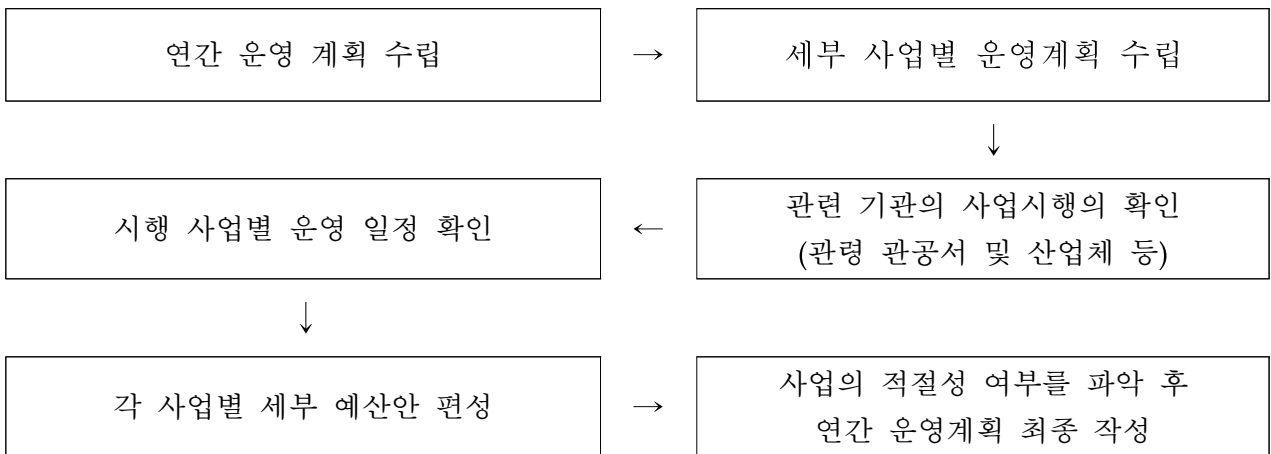 연간 운영 계획 수립
→
세부 사업별 운영계획 수립
↓
관련 기관의 사업시행의 확인
(관령 관공서 및 산업체 등)
←
시행 사업별 운영 일정 확인
↓
각 사업별 세부 예산안 편성
→
사업의 적절성 여부를 파악 후
연간 운영계획 최종 작성